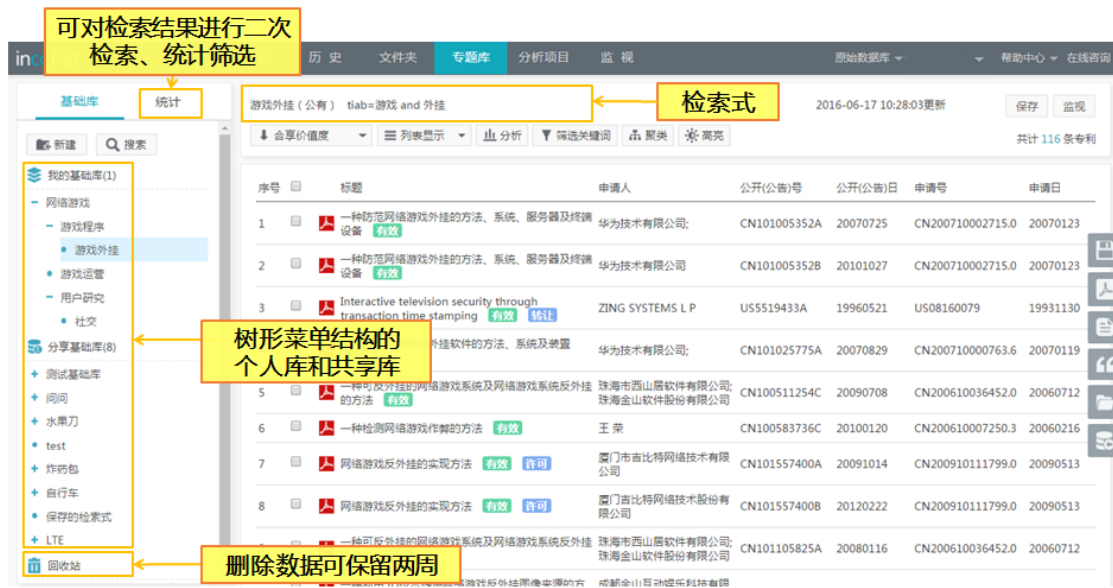 可对检索结果进行二次
检索、统计筛选
历 史
文件夹
专题库
分析项目
监 视
原始数据库
帮助中心
在线咨询
基础库
统计
游戏外挂（公有） tiab=游戏 and 外挂
检索式
2016-06-17 10:28:03更新
保存
监视
新建
搜索
合享价值度
列表显示
分析
筛选关键词
聚类
高亮
共计 116 条专利
我的基础库(1)
网络游戏
游戏程序
游戏外挂
游戏运营
用户研究
社交
分享基础库(8)
测试基础库
问问
水果刀
test
炸药包
自行车
保存的检索式
LTE
回收站
树形菜单结构的
个人库和共享库
删除数据可保留两周
序号 标题 申请人 公开(公告)号 公开(公告)日 申请号 申请日
1 一种防范网络游戏外挂的方法、系统、服务器及终端 华为技术有限公司; CN101005352A 20070725 CN200710002715.0 20070123
设备 有效
2 一种防范网络游戏外挂的方法、系统、服务器及终端 华为技术有限公司 CN101005352B 20101027 CN200710002715.0 20070123
设备 有效
3 Interactive television security through ZING SYSTEMS L P US5519433A 19960521 US08160079 19931130
transaction time stamping 有效 转让
外挂软件的方法、系统及装置 华为技术有限公司; CN101025775A 20070829 CN200710000763.6 20070119
5 一种可反外挂的网络游戏系统及网络游戏系统反外挂 珠海市西山居软件有限公司; CN100511254C 20090708 CN200610036452.0 20060712
的方法 有效 珠海金山软件股份有限公司
6 一种检测网络游戏作弊的方法 有效 王荣 CN100583736C 20100120 CN200610007250.3 20060216
7 网络游戏反外挂的实现方法 有效 许可 厦门市吉比特网络技术有限 CN101557400A 20091014 CN200910111799.0 20090513
公司
8 网络游戏反外挂的实现方法 有效 许可 厦门吉比特网络技术股份有 CN101557400B 20120222 CN200910111799.0 20090513
限公司
一种可反外挂的网络游戏系统及网络游戏系统反外挂 珠海市西山居软件有限公司; CN101105825A 20080116 CN200610036452.0 20060712
珠海金山软件股份有限公司